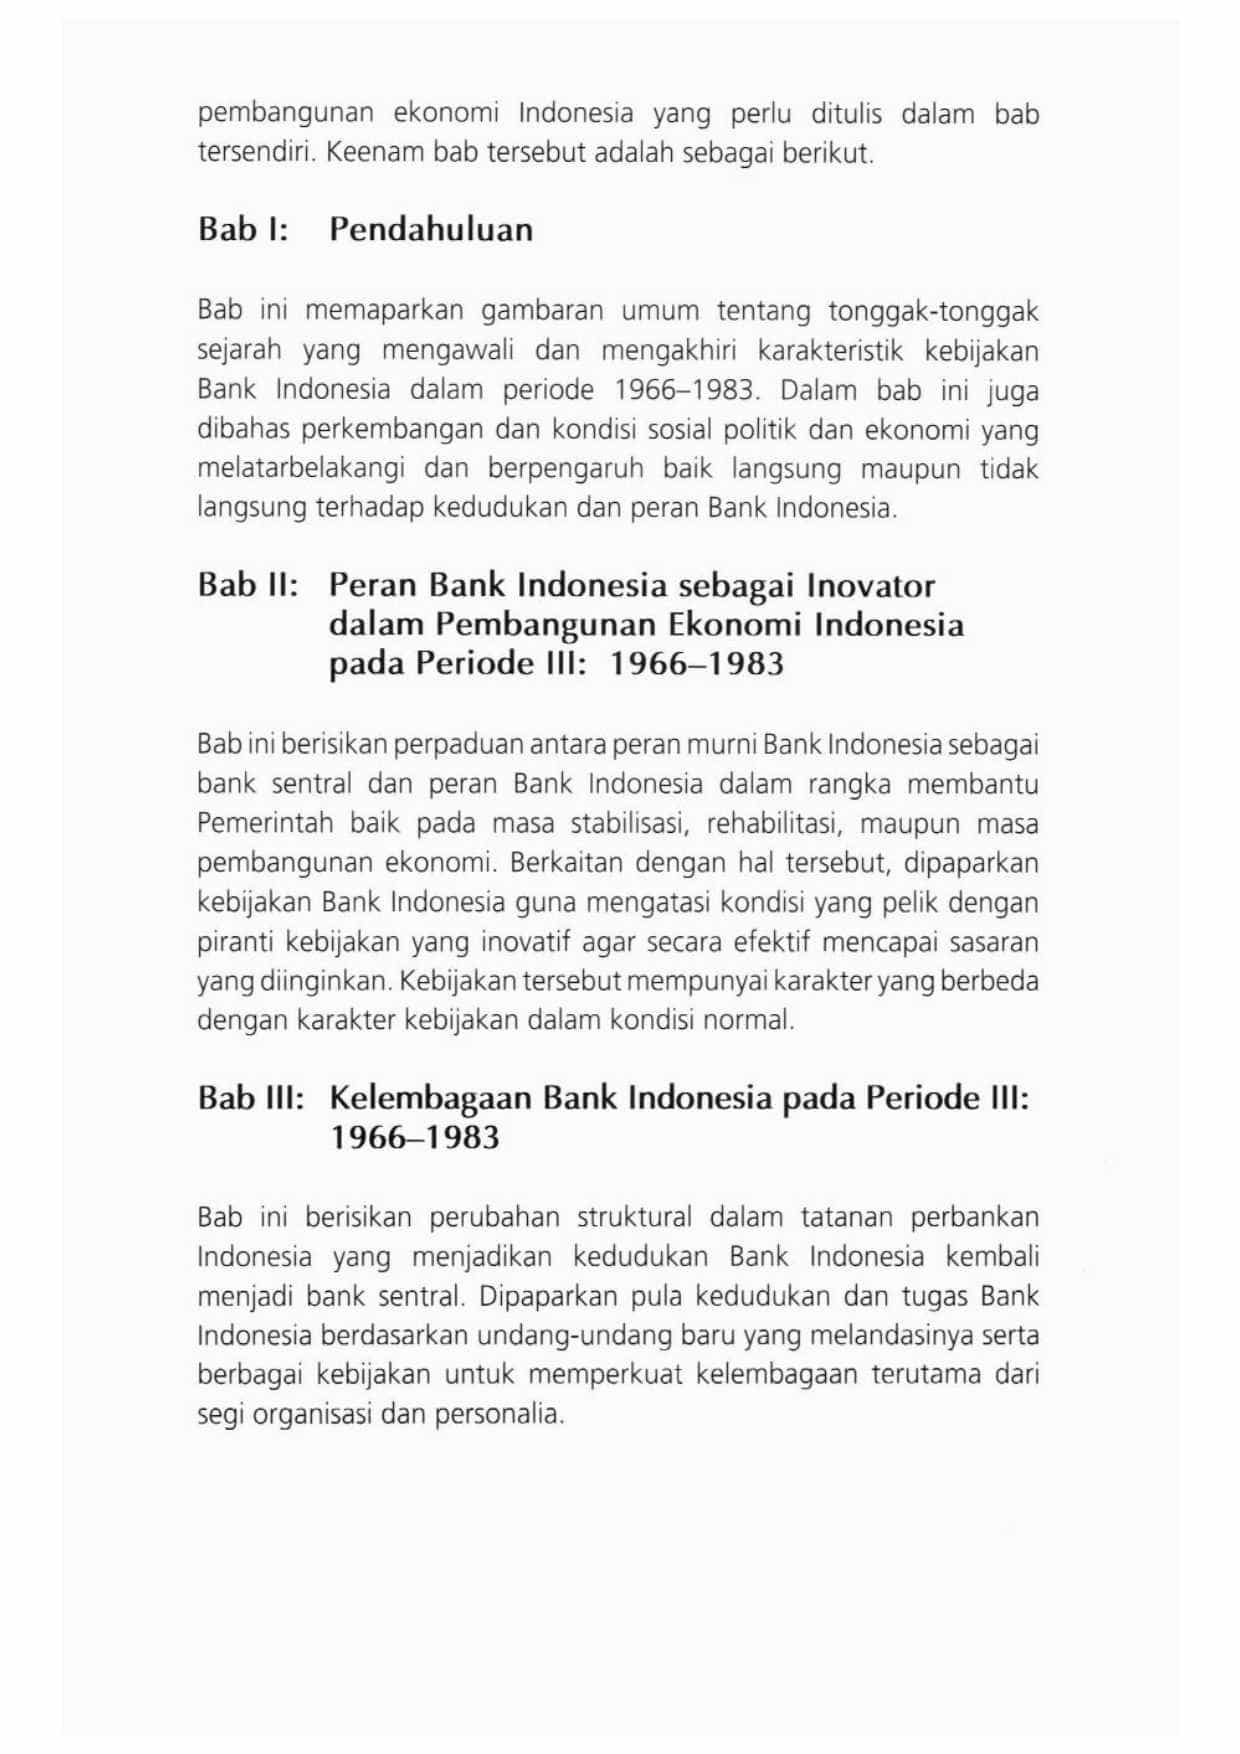 pembangunan ekonomi Indonesia yang perlu ditulis dalam bab
tersendiri. Keenam bab tersebut adalah sebagai berikut.
Bab I: Pendahuluan
Bab ini memaparkan gambaran umum tentang tonggak-tonggak
sejarah yang mengawali dan mengakhiri karakteristik kebijakan
Bank Indonesia dalam periode 1966–1983. Dalam bab ini juga
dibahas perkembangan dan kondisi sosial politik dan ekonomi yang
melatarbelakangi dan berpengaruh baik langsung maupun tidak
langsung terhadap kedudukan dan peran Bank Indonesia.
Bab II: Peran Bank Indonesia sebagai Inovator
dalam Pembangunan Ekonomi Indonesia
pada Periode III: 1966–1983
Bab ini berisikan perpaduan antara peran murni Bank Indonesia sebagai
bank sentral dan peran Bank Indonesia dalam rangka membantu
Pemerintah baik pada masa stabilisasi, rehabilitasi, maupun masa
pembangunan ekonomi. Berkaitan dengan hal tersebut, dipaparkan
kebijakan Bank Indonesia guna mengatasi kondisi yang pelik dengan
piranti kebijakan yang inovatif agar secara efektif mencapai sasaran
yang diinginkan. Kebijakan tersebut mempunyai karakter yang berbeda
dengan karakter kebijakan dalam kondisi normal.
Bab III: Kelembagaan Bank Indonesia pada Periode III:
1966–1983
Bab ini berisikan perubahan struktural dalam tatanan perbankan
Indonesia yang menjadikan kedudukan Bank Indonesia kembali
menjadi bank sentral. Dipaparkan pula kedudukan dan tugas Bank
Indonesia berdasarkan undang-undang baru yang melandasinya serta
berbagai kebijakan untuk memperkuat kelembagaan terutama dari
segi organisasi dan personalia.